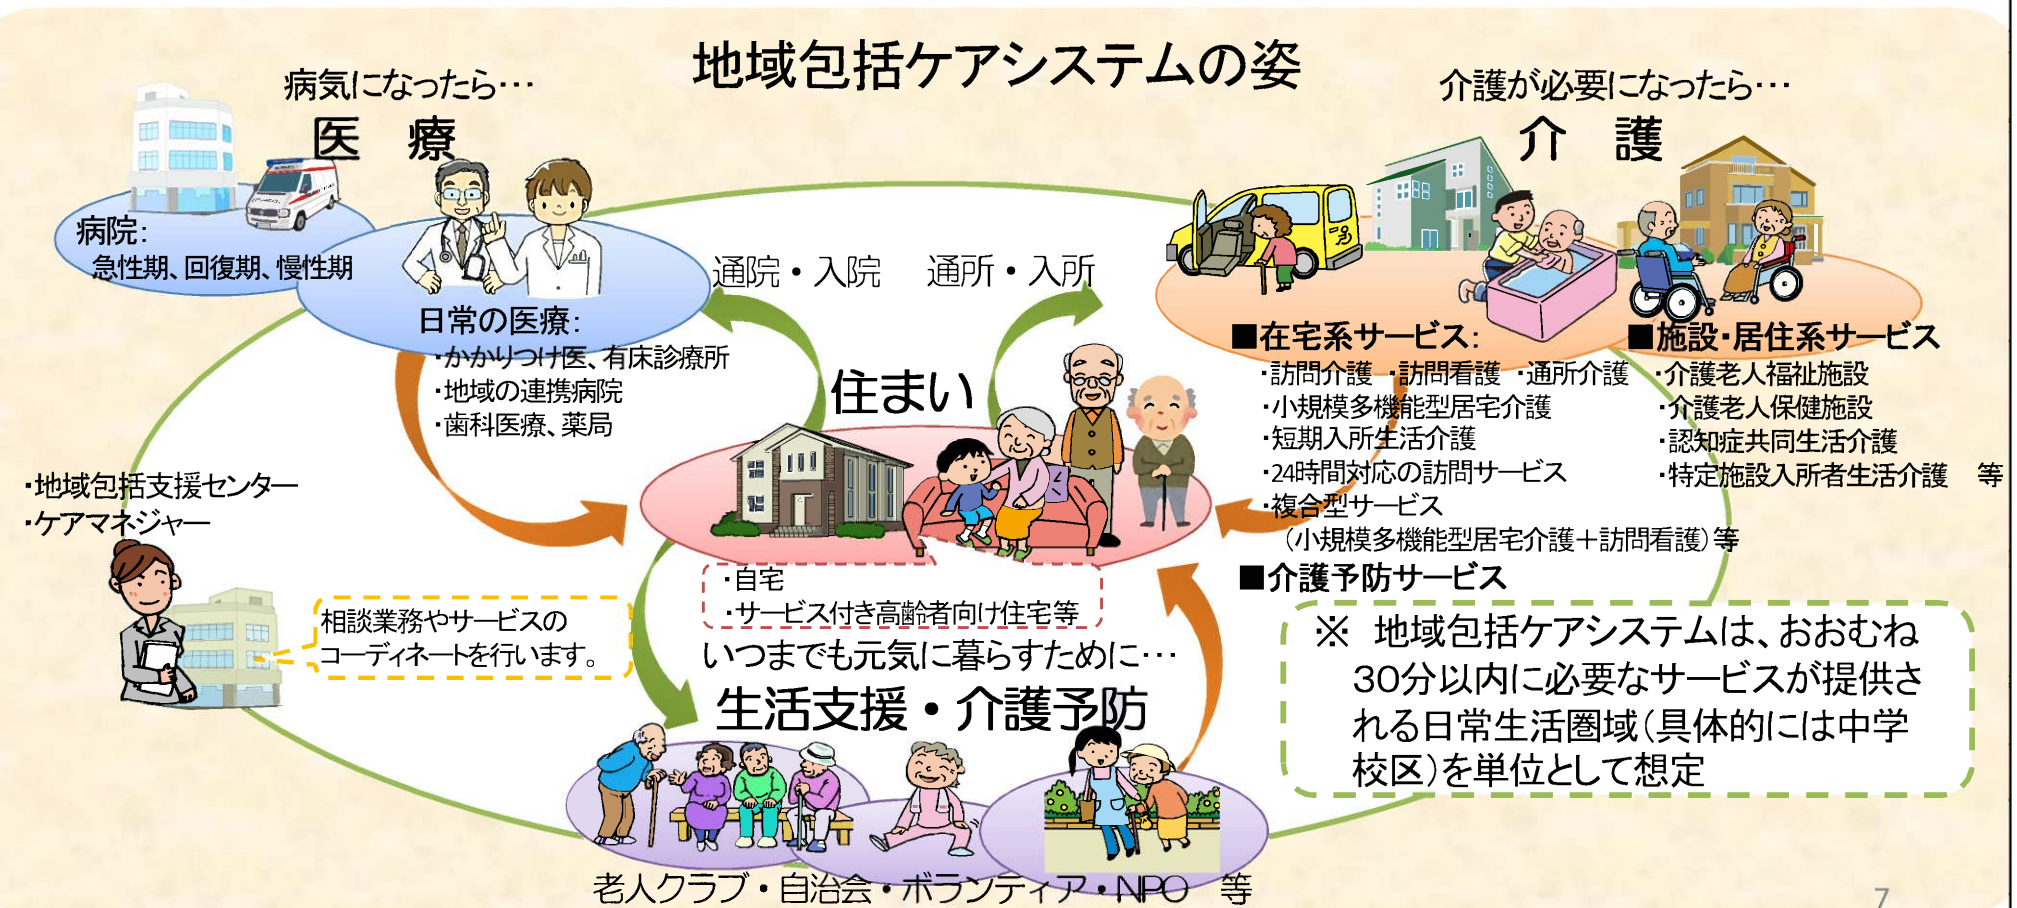 地域包括ケアシステムの姿
病気になったら…
医 療
病院:
急性期、回復期、慢性期
日常の医療:
・かかりつけ医、有床診療所
・地域の連携病院
・歯科医療、薬局
通院・入院
通所・入所
介護が必要になったら…
介 護
■在宅系サービス:
・訪問介護 ・訪問看護 ・通所介護
・小規模多機能型居宅介護
・短期入所生活介護
・24時間対応の訪問サービス
・複合型サービス
(小規模多機能型居宅介護+訪問看護)等
■介護予防サービス
■施設・居住系サービス
・介護老人福祉施設
・介護老人保健施設
・認知症共同生活介護
・特定施設入所者生活介護 等
住まい
・自宅
・サービス付き高齢者向け住宅等
・地域包括支援センター
・ケアマネジャー
相談業務やサービスの
コーディネートを行います。
いつまでも元気に暮らすために…
生活支援・介護予防
老人クラブ・自治会・ボランティア・NPO 等
※ 地域包括ケアシステムは、おおむね
30分以内に必要なサービスが提供さ
れる日常生活圏域(具体的には中学
校区)を単位として想定
7